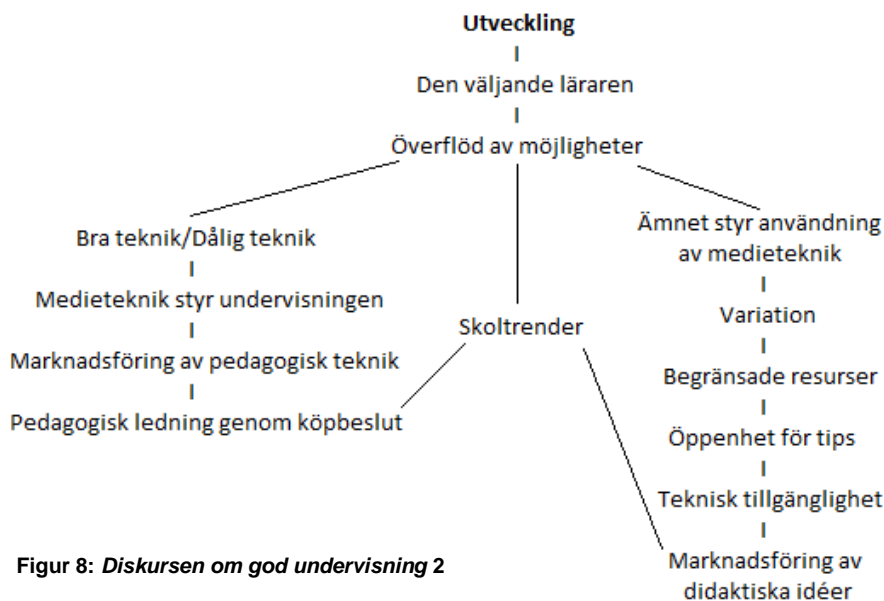 Utveckling
Den väljande läraren
Överflöd av möjligheter
Bra teknik/Dålig teknik
Medieteknik styr undervisningen
Marknadsföring av pedagogisk teknik
Pedagogisk ledning genom köpbeslut
Skoltrender
Ämnet styr användning
av medieteknik
Variation
Begränsade resurser
Öppenhet för tips
Teknisk tillgänglighet
Marknadsföring av
didaktiska idéer
Figur 8: Diskursen om god undervisning 2